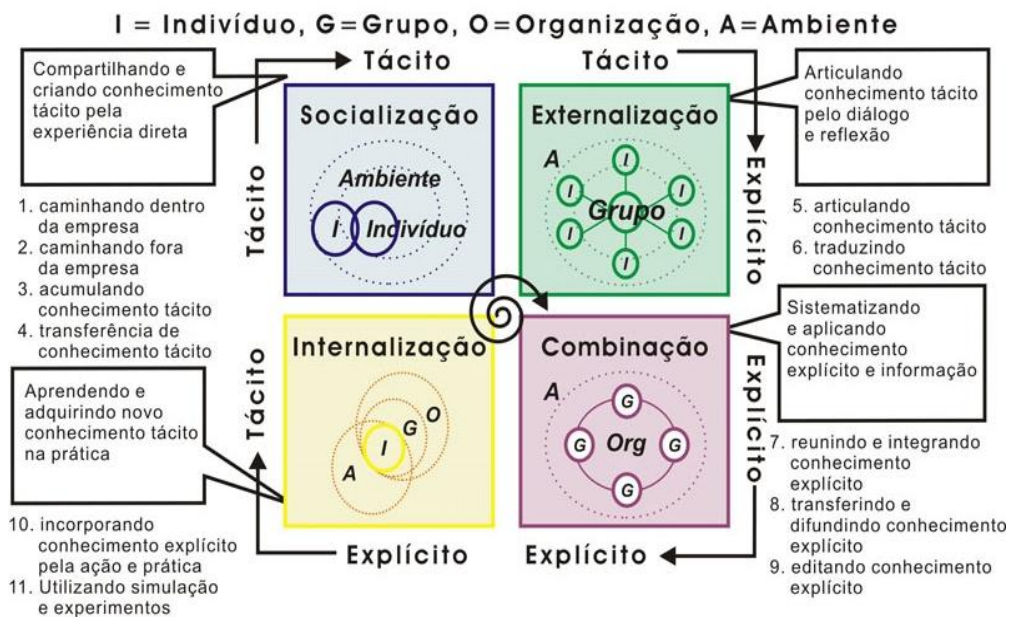 I = Indivíduo, G=Grupo, O=Organização, A=Ambiente
Tácito
Tácito
Compartilhando e
criando conhecimento
tácito pela
experiência direta
Tácito
Socialização
Ambiente
I
Indivíduo
1. caminhando dentro
da empresa
2. caminhando fora
da empresa
3. acumulando
conhecimento tácito
4. transferência de
conhecimento tácito
Externalização
A
I
I
I
Grupo
I
I
I
Explícito
Articulando
conhecimento tácito
pelo diálogo
e reflexão
5. articulando
conhecimento tácito
6. traduzindo
conhecimento tácito
Internalização
O
G
I
A
Tácito
Aprendendo e
adquirindo novo
conhecimento tácito
na prática
10. incorporando
conhecimento explícito
pela ação e prática
11. Utilizando simulação
e experimentos
Explícito
Combinação
A
G
G
Org
G
G
Explícito
Sistematizando
e aplicando
conhecimento
explícito e informação
7. reunindo e integrando
conhecimento
explícito
8. transferindo e
difundindo conhecimento
explícito
9. editando conhecimento
explícito
Explícito